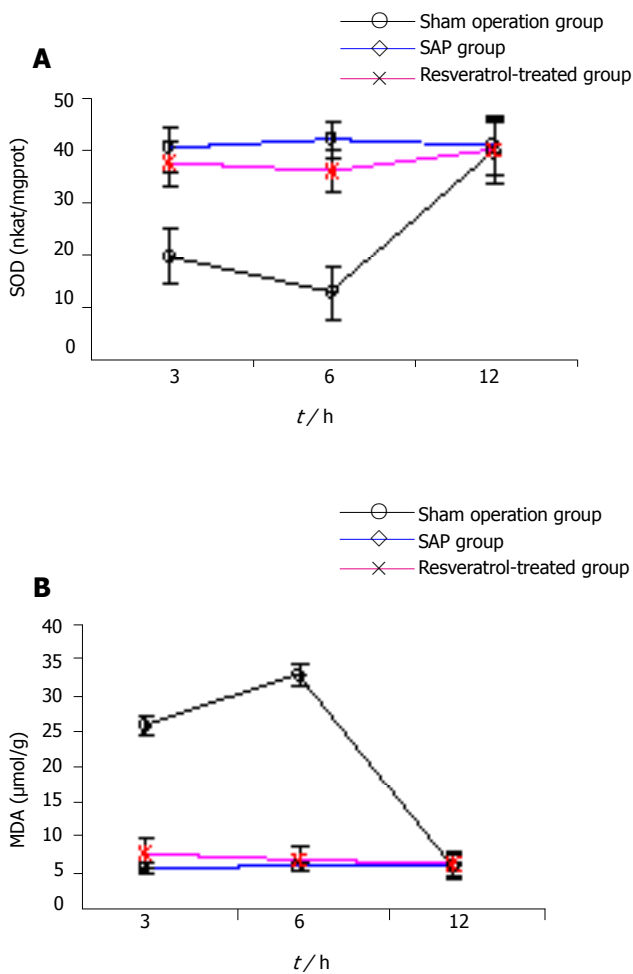 Sham operation group
SAP group
Resveratrol-treated group
A
50
40
30
20
10
0
SOD (nkat/mgprot)
3 6 12
t / h
Sham operation group
SAP group
Resveratrol-treated group
B
40
35
30
25
20
15
10
5
0
MDA (µmol/g)
3 6 12
t / h